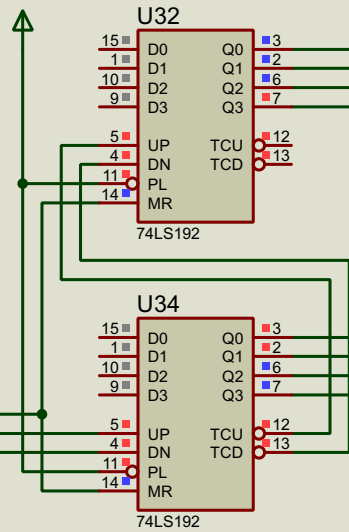 U32
15 D0 Q0 3
1 D1 Q1 2
10 D2 Q2 6
9 D3 Q3 7
5 UP TCU 12
4 DN TCD 13
11 PL
14 MR
74LS192
U34
15 D0 Q0 3
1 D1 Q1 2
10 D2 Q2 6
9 D3 Q3 7
5 UP TCU 12
4 DN TCD 13
11 PL
14 MR
74LS192